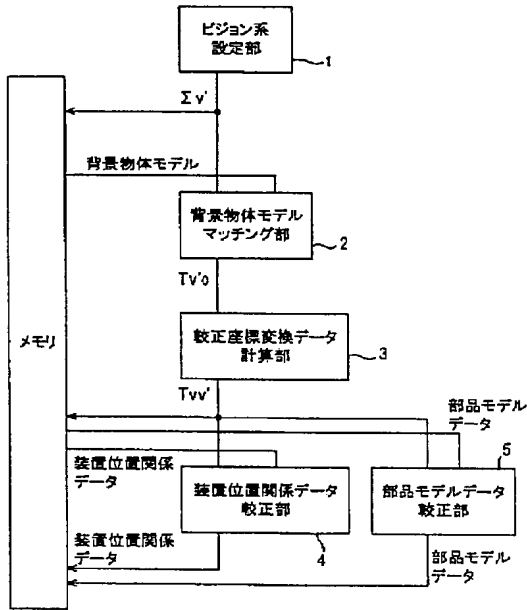 ビジョン系
設定部
1
Σv'
背景物体モデル
背景物体モデル
マッチング部
2
Tv'o
メモリ
較正座標変換データ
計算部
3
Tvv'
部品モデル
データ
装置位置関係
データ
5
装置位置関係データ
較正部
部品モデルデータ
較正部
装置位置関係
データ
4
部品モデル
データ